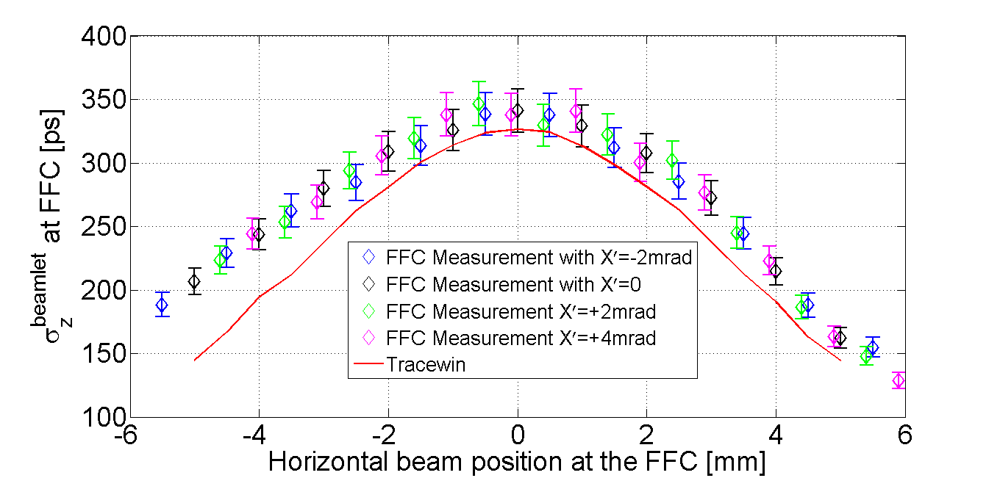 400
350
300
250
200
150
100
σ_z^beamlet at FFC [ps]
FFC Measurement with X′=-2mrad
FFC Measurement with X′=0
FFC Measurement X′=+2mrad
FFC Measurement X′=+4mrad
Tracewin
-6 -4 -2 0 2 4 6
Horizontal beam position at the FFC [mm]